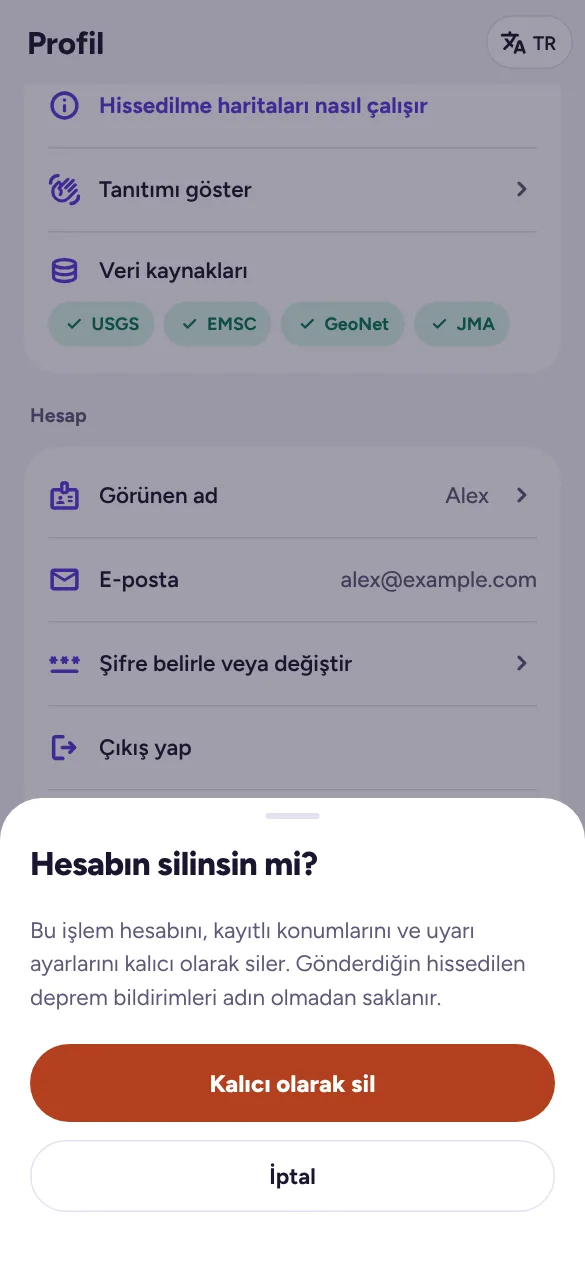 Profil
TR
Hissedilme haritaları nasıl çalışır
Tanıtımı göster
Veri kaynakları
USGS
EMSC
GeoNet
JMA
Hesap
Görünen ad
Alex
E-posta
alex@example.com
Şifre belirle veya değiştir
Çıkış yap
Hesabın silinsin mi?
Bu işlem hesabını, kayıtlı konumlarını ve uyarı
ayarlarını kalıcı olarak siler. Gönderdiğin hissedilen
deprem bildirimleri adın olmadan saklanır.
Kalıcı olarak sil
İptal